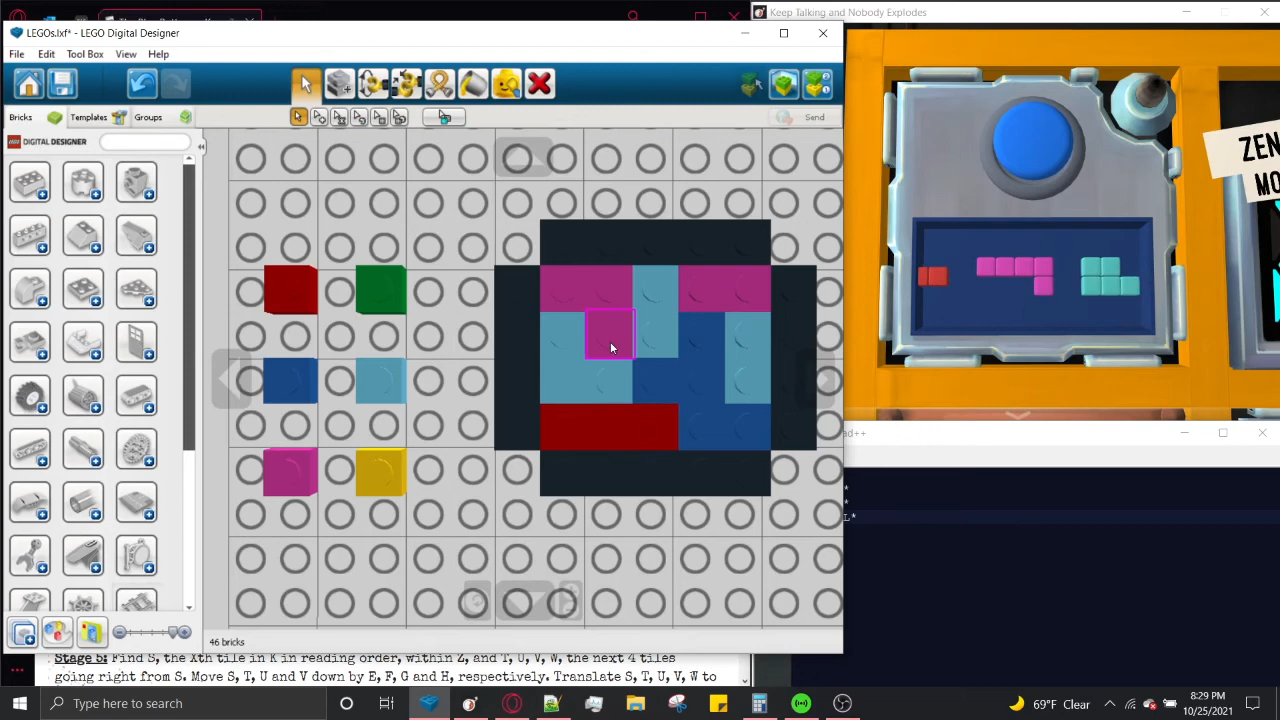 LEGOs.lxf* - LEGO Digital Designer
Keep Talking and Nobody Explodes
File Edit Tool Box View Help
Bricks Templates Groups
Send
LEGO DIGITAL DESIGNER
ZEN
MO
ad++
*
*
L*
46 bricks
Stage 5: Find S, the Xth tile in K in reading order, within Z, and T, U, V, W, the next 4 tiles
going right from S. Move S, T, U and V down by E, F, G and H, respectively. Translate S, T, U, V, W to
Type here to search
69°F Clear
8:29 PM
10/25/2021